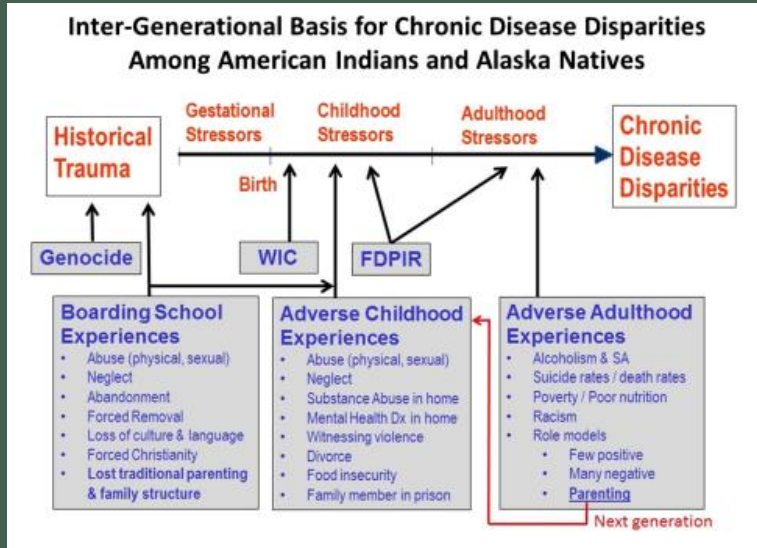 Inter-Generational Basis for Chronic Disease Disparities
Among American Indians and Alaska Natives
Historical
Trauma
Gestational
Stressors
Childhood
Stressors
Adulthood
Stressors
Chronic
Disease
Disparities
Birth
Genocide
WIC
FDPIR
Boarding School
Experiences
• Abuse (physical, sexual)
• Neglect
• Abandonment
• Forced Removal
• Loss of culture & language
• Forced Christianity
• Lost traditional parenting
& family structure
Adverse Childhood
Experiences
• Abuse (physical, sexual)
• Neglect
• Substance Abuse in home
• Mental Health Dx in home
• Witnessing violence
• Divorce
• Food insecurity
• Family member in prison
Adverse Adulthood
Experiences
• Alcoholism & SA
• Suicide rates / death rates
• Poverty / Poor nutrition
• Racism
• Role models
• Few positive
• Many negative
• Parenting
Next generation